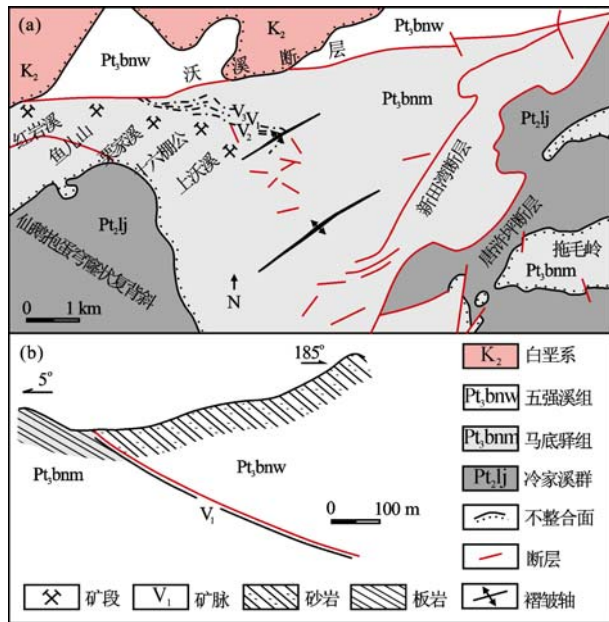 (a)
K₂
Pt₃bnw
K₂
Pt₃bnw
沃溪断层
Pt₃bnm
Pt₂lj
V₃
V₁
V₂
红岩溪
鱼儿山
栗家溪
十六棚公
上沃溪
新田湾断层
唐浒坪断层
Pt₂lj
仙鹅抱蛋穹窿状复背斜
拖毛岭
Pt₃bnm
N
0 1 km
(b)
5°
185°
Pt₃bnm
Pt₃bnw
V₁
0 100 m
K₂ 白垩系
Pt₃bnw 五强溪组
Pt₃bnm 马底驿组
Pt₂lj 冷家溪群
不整合面
断层
矿段 V₁ 矿脉 砂岩 板岩 褶皱轴